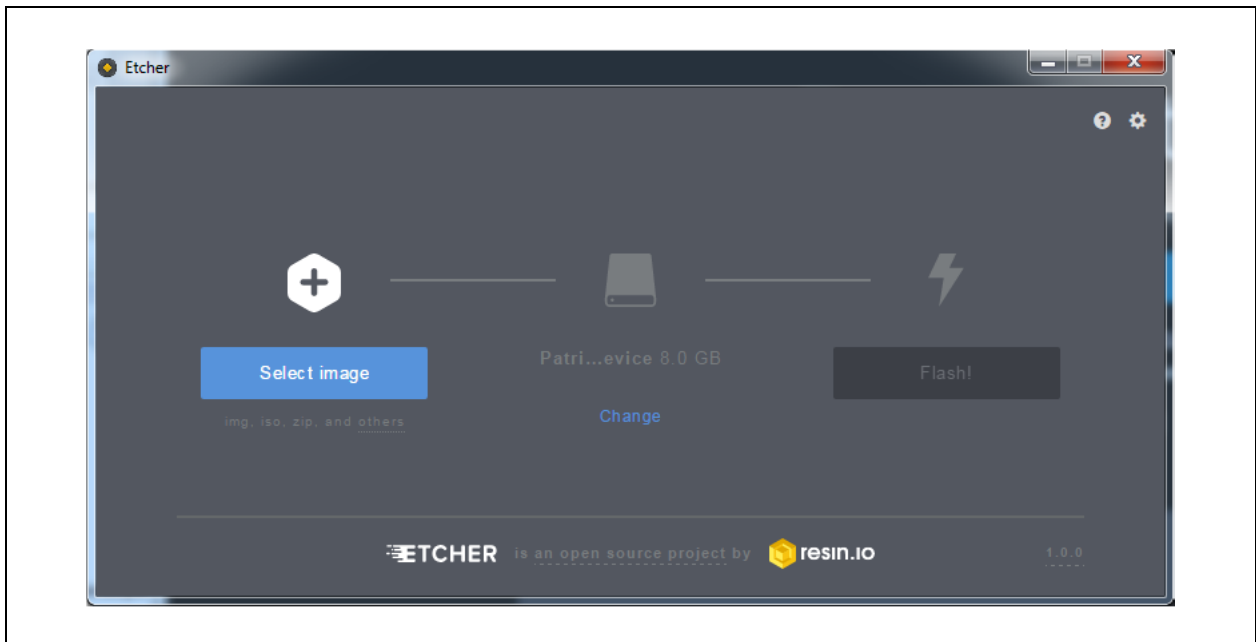 Etcher
Select image
img, iso, zip, and others
Patri...evice 8.0 GB
Change
Flash!
ETCHER is an open source project by resin.io
1.0.0